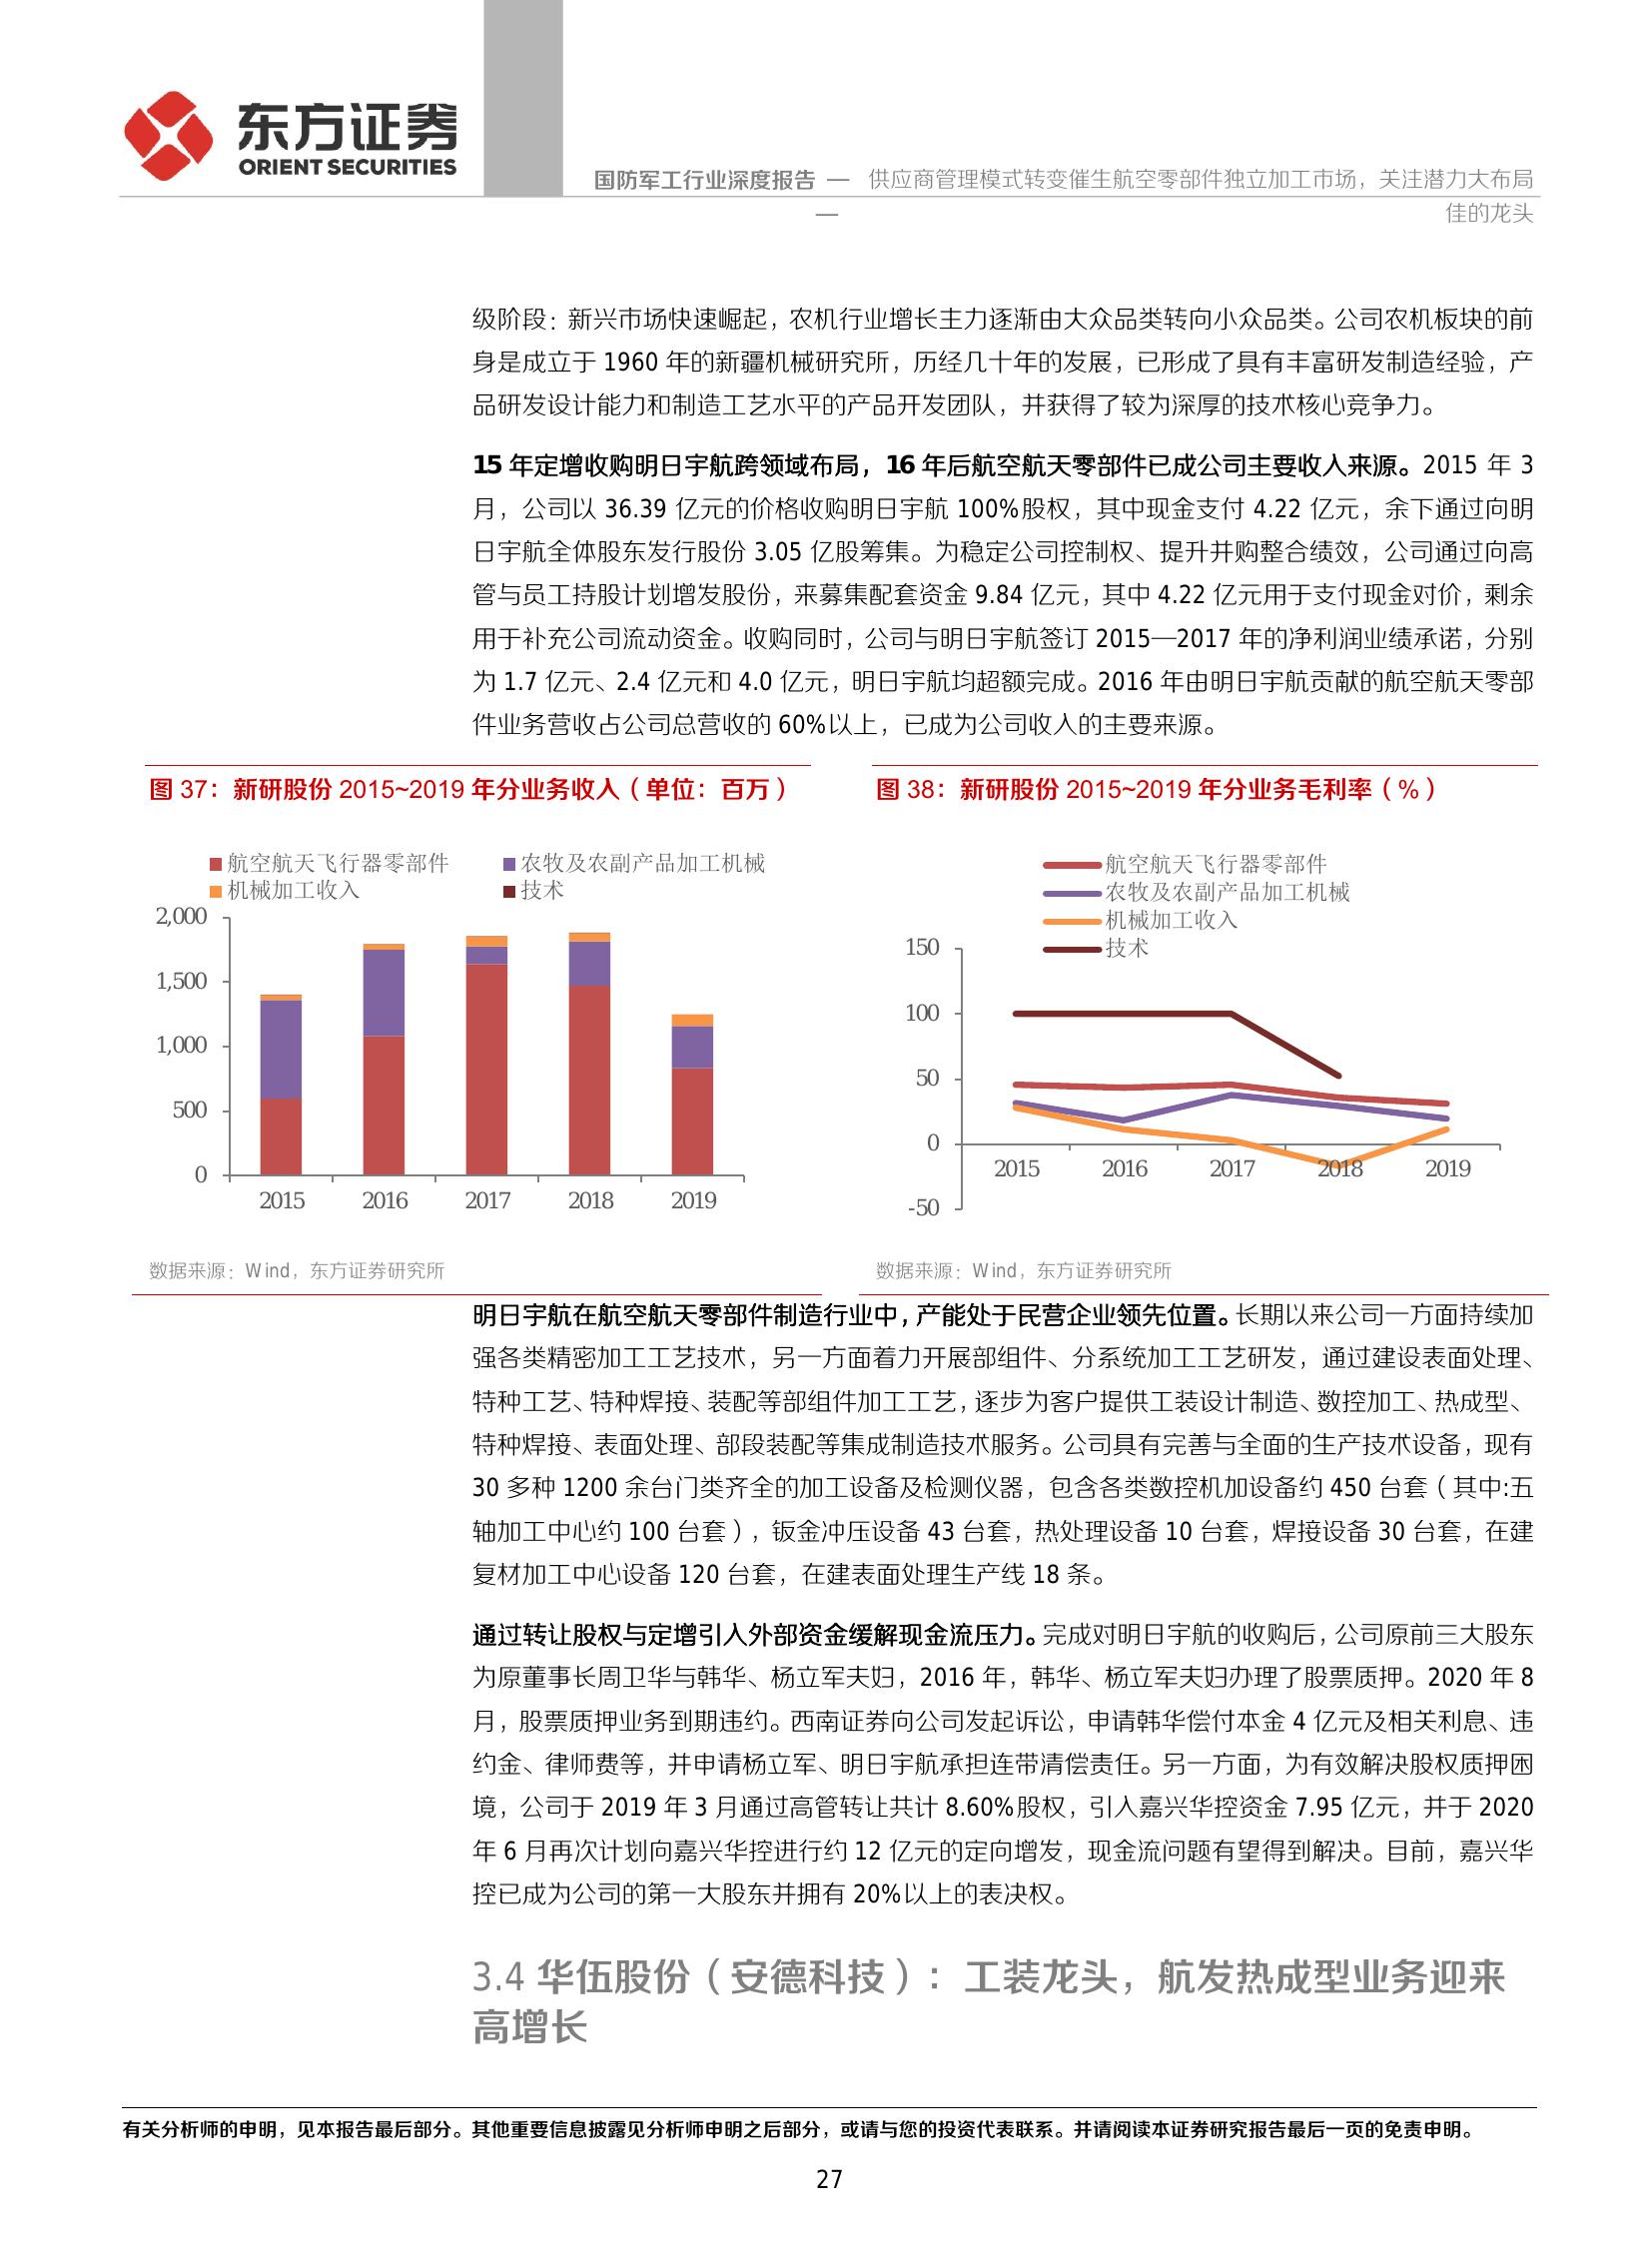 东方证券
ORIENT SECURITIES
国防军工行业深度报告 — 供应商管理模式转变催生航空零部件独立加工市场，关注潜力大布局
—
佳的龙头
级阶段：新兴市场快速崛起，农机行业增长主力逐渐由大众品类转向小众品类。公司农机板块的前
身是成立于 1960 年的新疆机械研究所，历经几十年的发展，已形成了具有丰富研发制造经验，产
品研发设计能力和制造工艺水平的产品开发团队，并获得了较为深厚的技术核心竞争力。
15 年定增收购明日宇航跨领域布局，16 年后航空航天零部件已成公司主要收入来源。2015 年 3
月，公司以 36.39 亿元的价格收购明日宇航 100%股权，其中现金支付 4.22 亿元，余下通过向明
日宇航全体股东发行股份 3.05 亿股筹集。为稳定公司控制权、提升并购整合绩效，公司通过向高
管与员工持股计划增发股份，来募集配套资金 9.84 亿元，其中 4.22 亿元用于支付现金对价，剩余
用于补充公司流动资金。收购同时，公司与明日宇航签订 2015—2017 年的净利润业绩承诺，分别
为 1.7 亿元、2.4 亿元和 4.0 亿元，明日宇航均超额完成。2016 年由明日宇航贡献的航空航天零部
件业务营收占公司总营收的 60%以上，已成为公司收入的主要来源。
图 37：新研股份 2015~2019 年分业务收入（单位：百万）
航空航天飞行器零部件
农牧及农副产品加工机械
机械加工收入
技术
2,000
1,500
1,000
500
0
2015
2016
2017
2018
2019
数据来源：Wind，东方证券研究所
图 38：新研股份 2015~2019 年分业务毛利率（%）
航空航天飞行器零部件
农牧及农副产品加工机械
机械加工收入
技术
150
100
50
0
-50
2015
2016
2017
2018
2019
数据来源：Wind，东方证券研究所
明日宇航在航空航天零部件制造行业中，产能处于民营企业领先位置。长期以来公司一方面持续加
强各类精密加工工艺技术，另一方面着力开展部组件、分系统加工工艺研发，通过建设表面处理、
特种工艺、特种焊接、装配等部组件加工工艺，逐步为客户提供工装设计制造、数控加工、热成型、
特种焊接、表面处理、部段装配等集成制造技术服务。公司具有完善与全面的生产技术设备，现有
30 多种 1200 余台门类齐全的加工设备及检测仪器，包含各类数控机加设备约 450 台套（其中:五
轴加工中心约 100 台套），钣金冲压设备 43 台套，热处理设备 10 台套，焊接设备 30 台套，在建
复材加工中心设备 120 台套，在建表面处理生产线 18 条。
通过转让股权与定增引入外部资金缓解现金流压力。完成对明日宇航的收购后，公司原前三大股东
为原董事长周卫华与韩华、杨立军夫妇，2016 年，韩华、杨立军夫妇办理了股票质押。2020 年 8
月，股票质押业务到期违约。西南证券向公司发起诉讼，申请韩华偿付本金 4 亿元及相关利息、违
约金、律师费等，并申请杨立军、明日宇航承担连带清偿责任。另一方面，为有效解决股权质押困
境，公司于 2019 年 3 月通过高管转让共计 8.60%股权，引入嘉兴华控资金 7.95 亿元，并于 2020
年 6 月再次计划向嘉兴华控进行约 12 亿元的定向增发，现金流问题有望得到解决。目前，嘉兴华
控已成为公司的第一大股东并拥有 20%以上的表决权。
3.4 华伍股份（安德科技）：工装龙头，航发热成型业务迎来
高增长
有关分析师的申明，见本报告最后部分。其他重要信息披露见分析师申明之后部分，或请与您的投资代表联系。并请阅读本证券研究报告最后一页的免责申明。
27